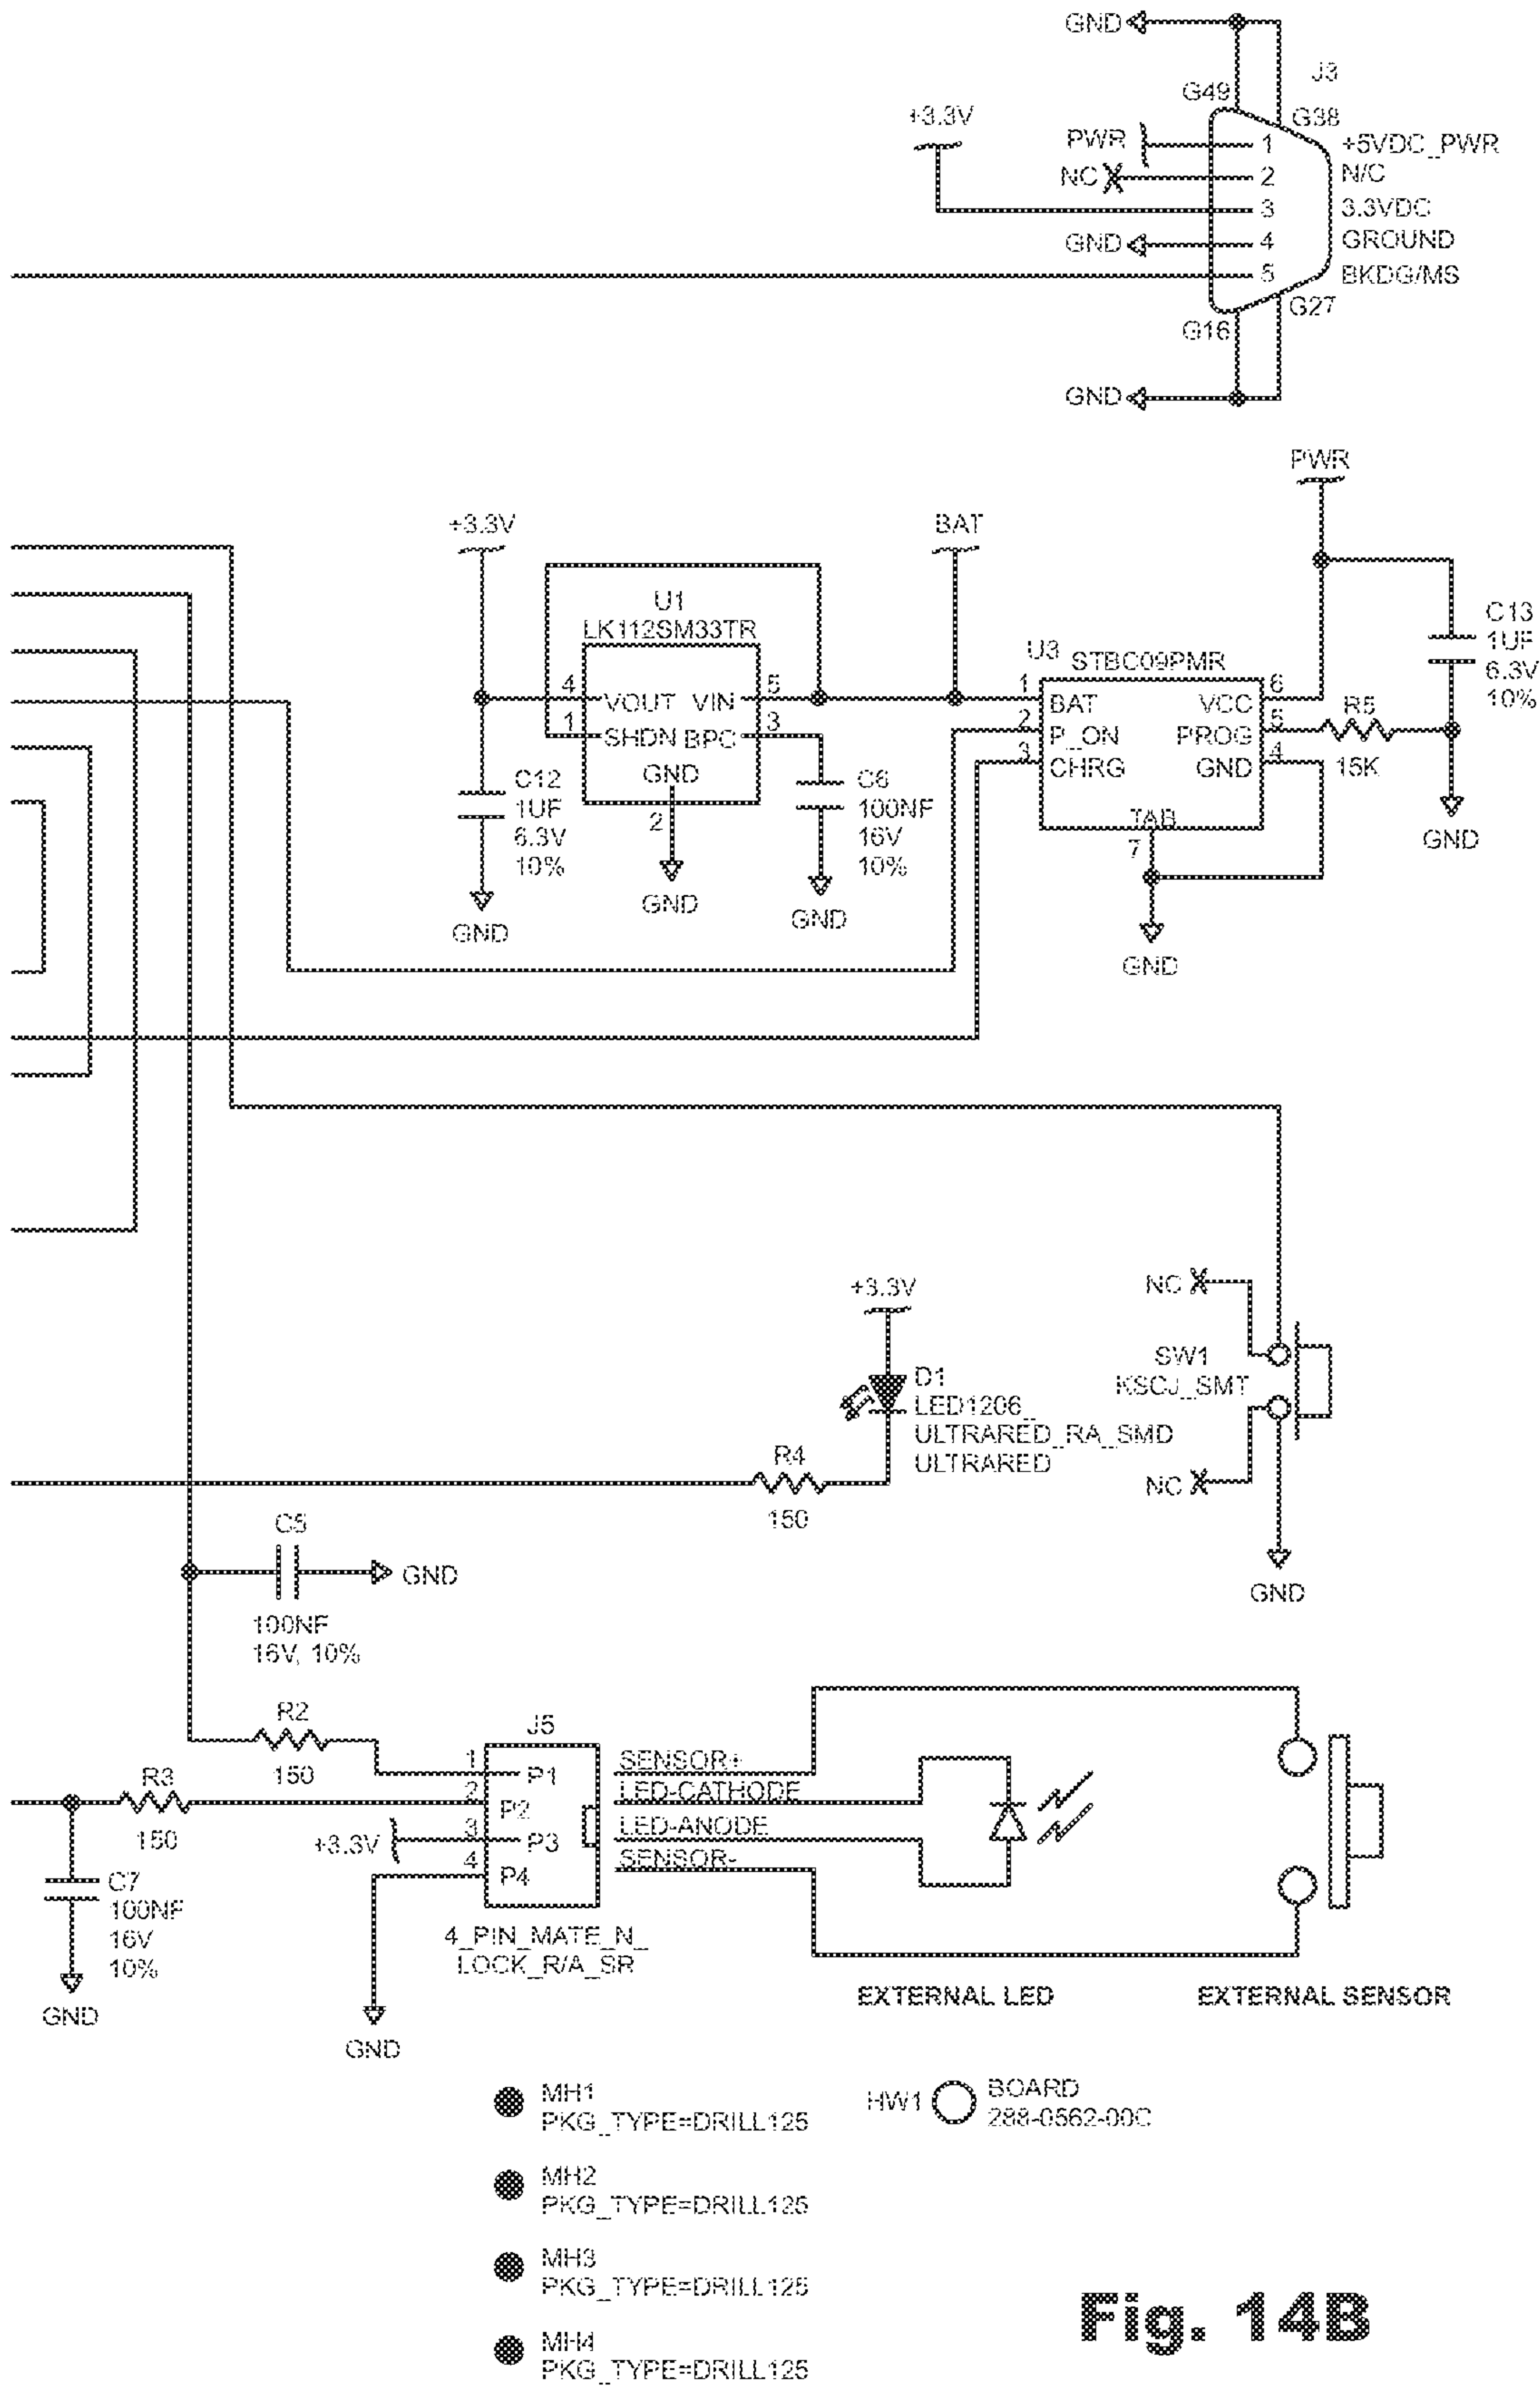 GND
J3
G49
G38
+3.3V
PWR
1
+5VDC_PWR
NC
2
N/C
3
3.3VDC
GND
4
GROUND
5
BKDG/MS
G27
G16
GND
PWR
+3.3V
BAT
U1
LK112SM33TR
C13
1UF
6.3V
10%
U3
STBC09PMR
4
VOUT VIN
5
1
SHDN BPC
3
GND
2
1
BAT
VCC
6
2
P_ON
PROG
5
3
CHRG
GND
4
TAB
7
R5
15K
C12
1UF
6.3V
10%
C6
100NF
16V
10%
GND
GND
GND
GND
GND
+3.3V
NC
D1
LED1206_
ULTRARED_RA_SMD
ULTRARED
SW1
KSCJ_SMT
R4
150
NC
GND
C5
GND
100NF
16V, 10%
R2
150
J5
R3
150
1
P1
SENSOR+
2
P2
LED-CATHODE
+3.3V
3
P3
LED-ANODE
4
P4
SENSOR-
C7
100NF
16V
10%
GND
4_PIN_MATE_N_
LOCK_R/A_SR
GND
EXTERNAL LED
EXTERNAL SENSOR
MH1
PKG_TYPE=DRILL125
HW1
BOARD
288-0562-00C
MH2
PKG_TYPE=DRILL125
MH3
PKG_TYPE=DRILL125
MH4
PKG_TYPE=DRILL125
Fig. 14B